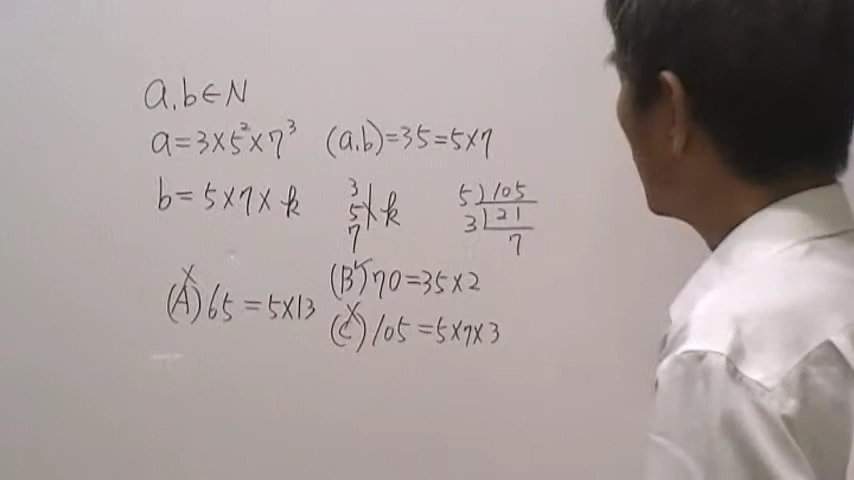 a,b∈N
a=3×5²×7³ (a,b)=35=5×7
b=5×7×k 3 5 7∤k 5)105 3)21 7
(A)× 65=5×13 (B)✓ 70=35×2
(C)× 105=5×7×3